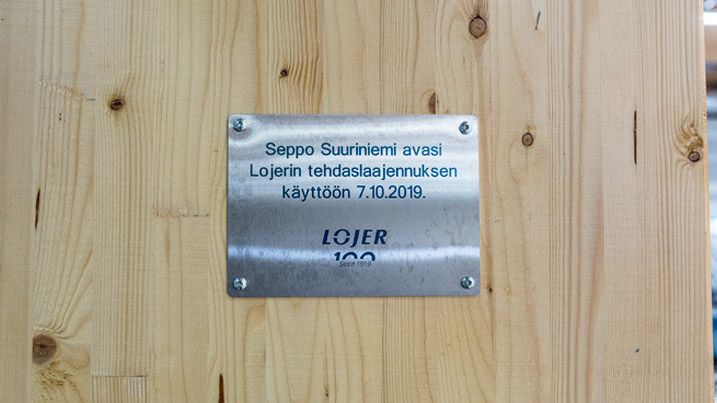 Seppo Suuriniemi avasi
Lojerin tehdaslaajennuksen
käyttöön 7.10.2019.
LOJER
100
Since 1919